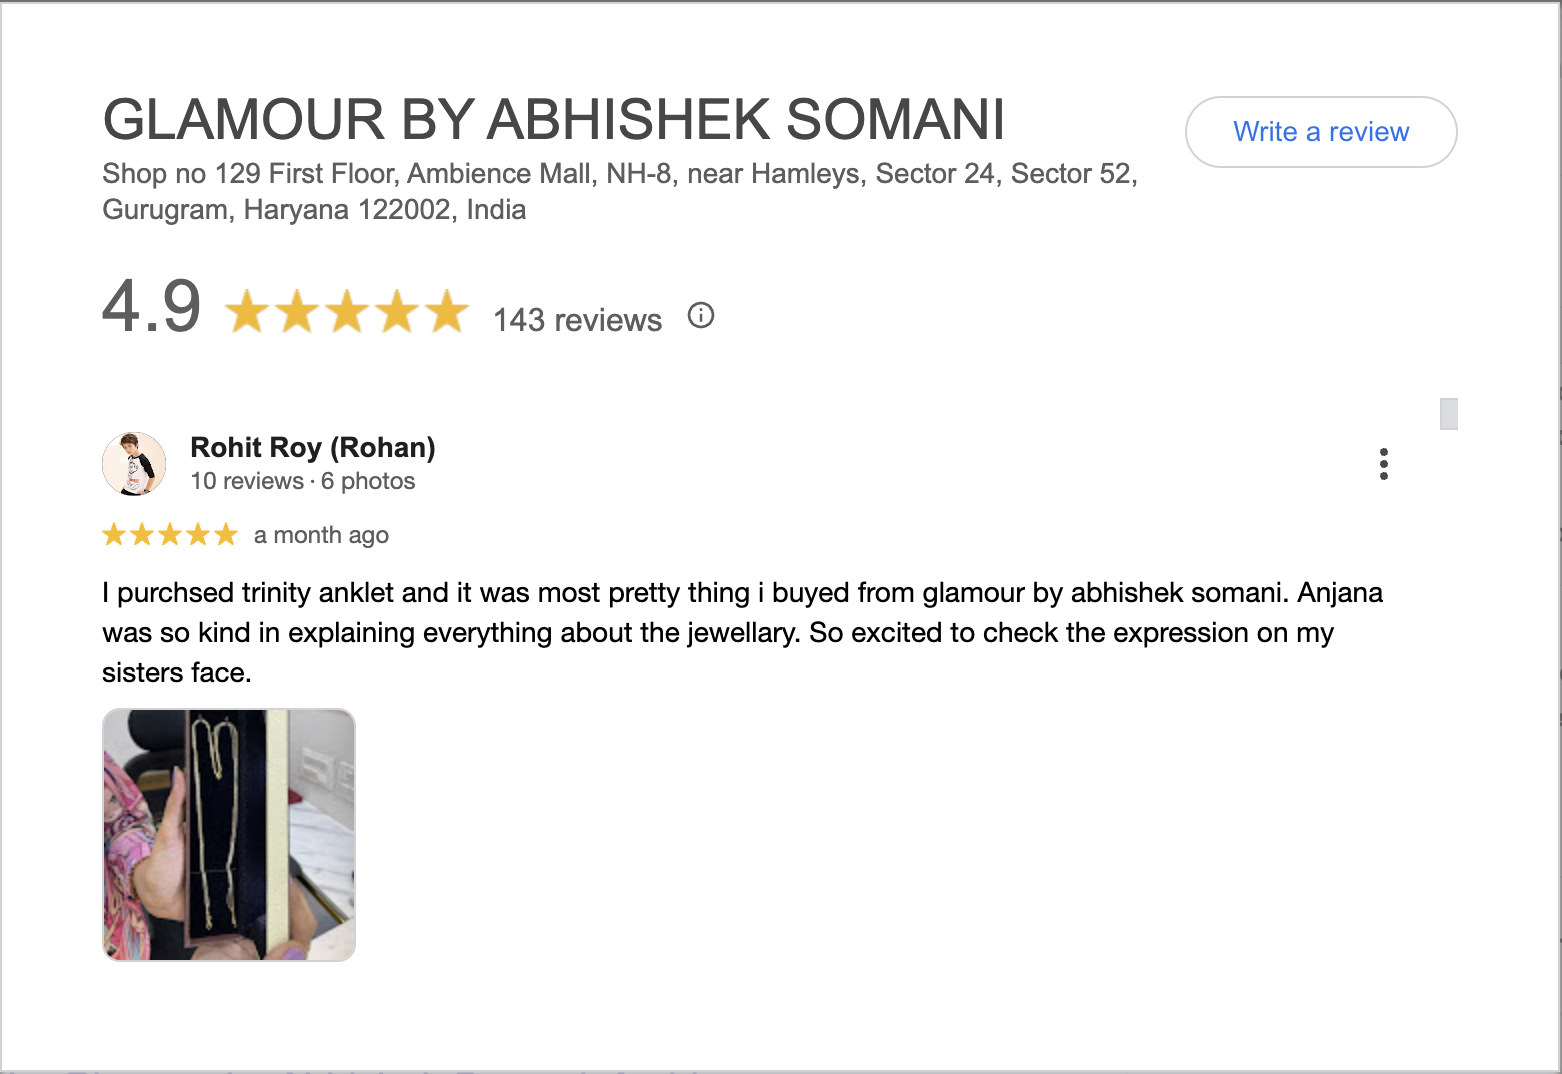 GLAMOUR BY ABHISHEK SOMANI
Write a review
Shop no 129 First Floor, Ambience Mall, NH-8, near Hamleys, Sector 24, Sector 52,
Gurugram, Haryana 122002, India
4.9
143 reviews
Rohit Roy (Rohan)
10 reviews · 6 photos
a month ago
I purchsed trinity anklet and it was most pretty thing i buyed from glamour by abhishek somani. Anjana
was so kind in explaining everything about the jewellary. So excited to check the expression on my
sisters face.